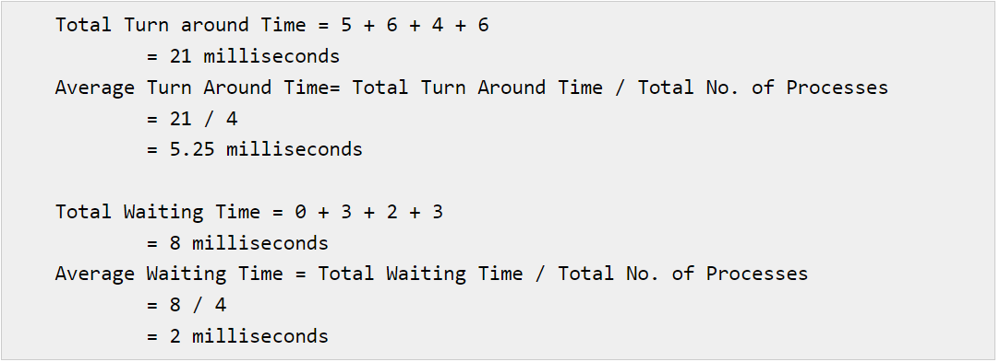 Total Turn around Time = 5 + 6 + 4 + 6
= 21 milliseconds
Average Turn Around Time= Total Turn Around Time / Total No. of Processes
= 21 / 4
= 5.25 milliseconds
Total Waiting Time = 0 + 3 + 2 + 3
= 8 milliseconds
Average Waiting Time = Total Waiting Time / Total No. of Processes
= 8 / 4
= 2 milliseconds